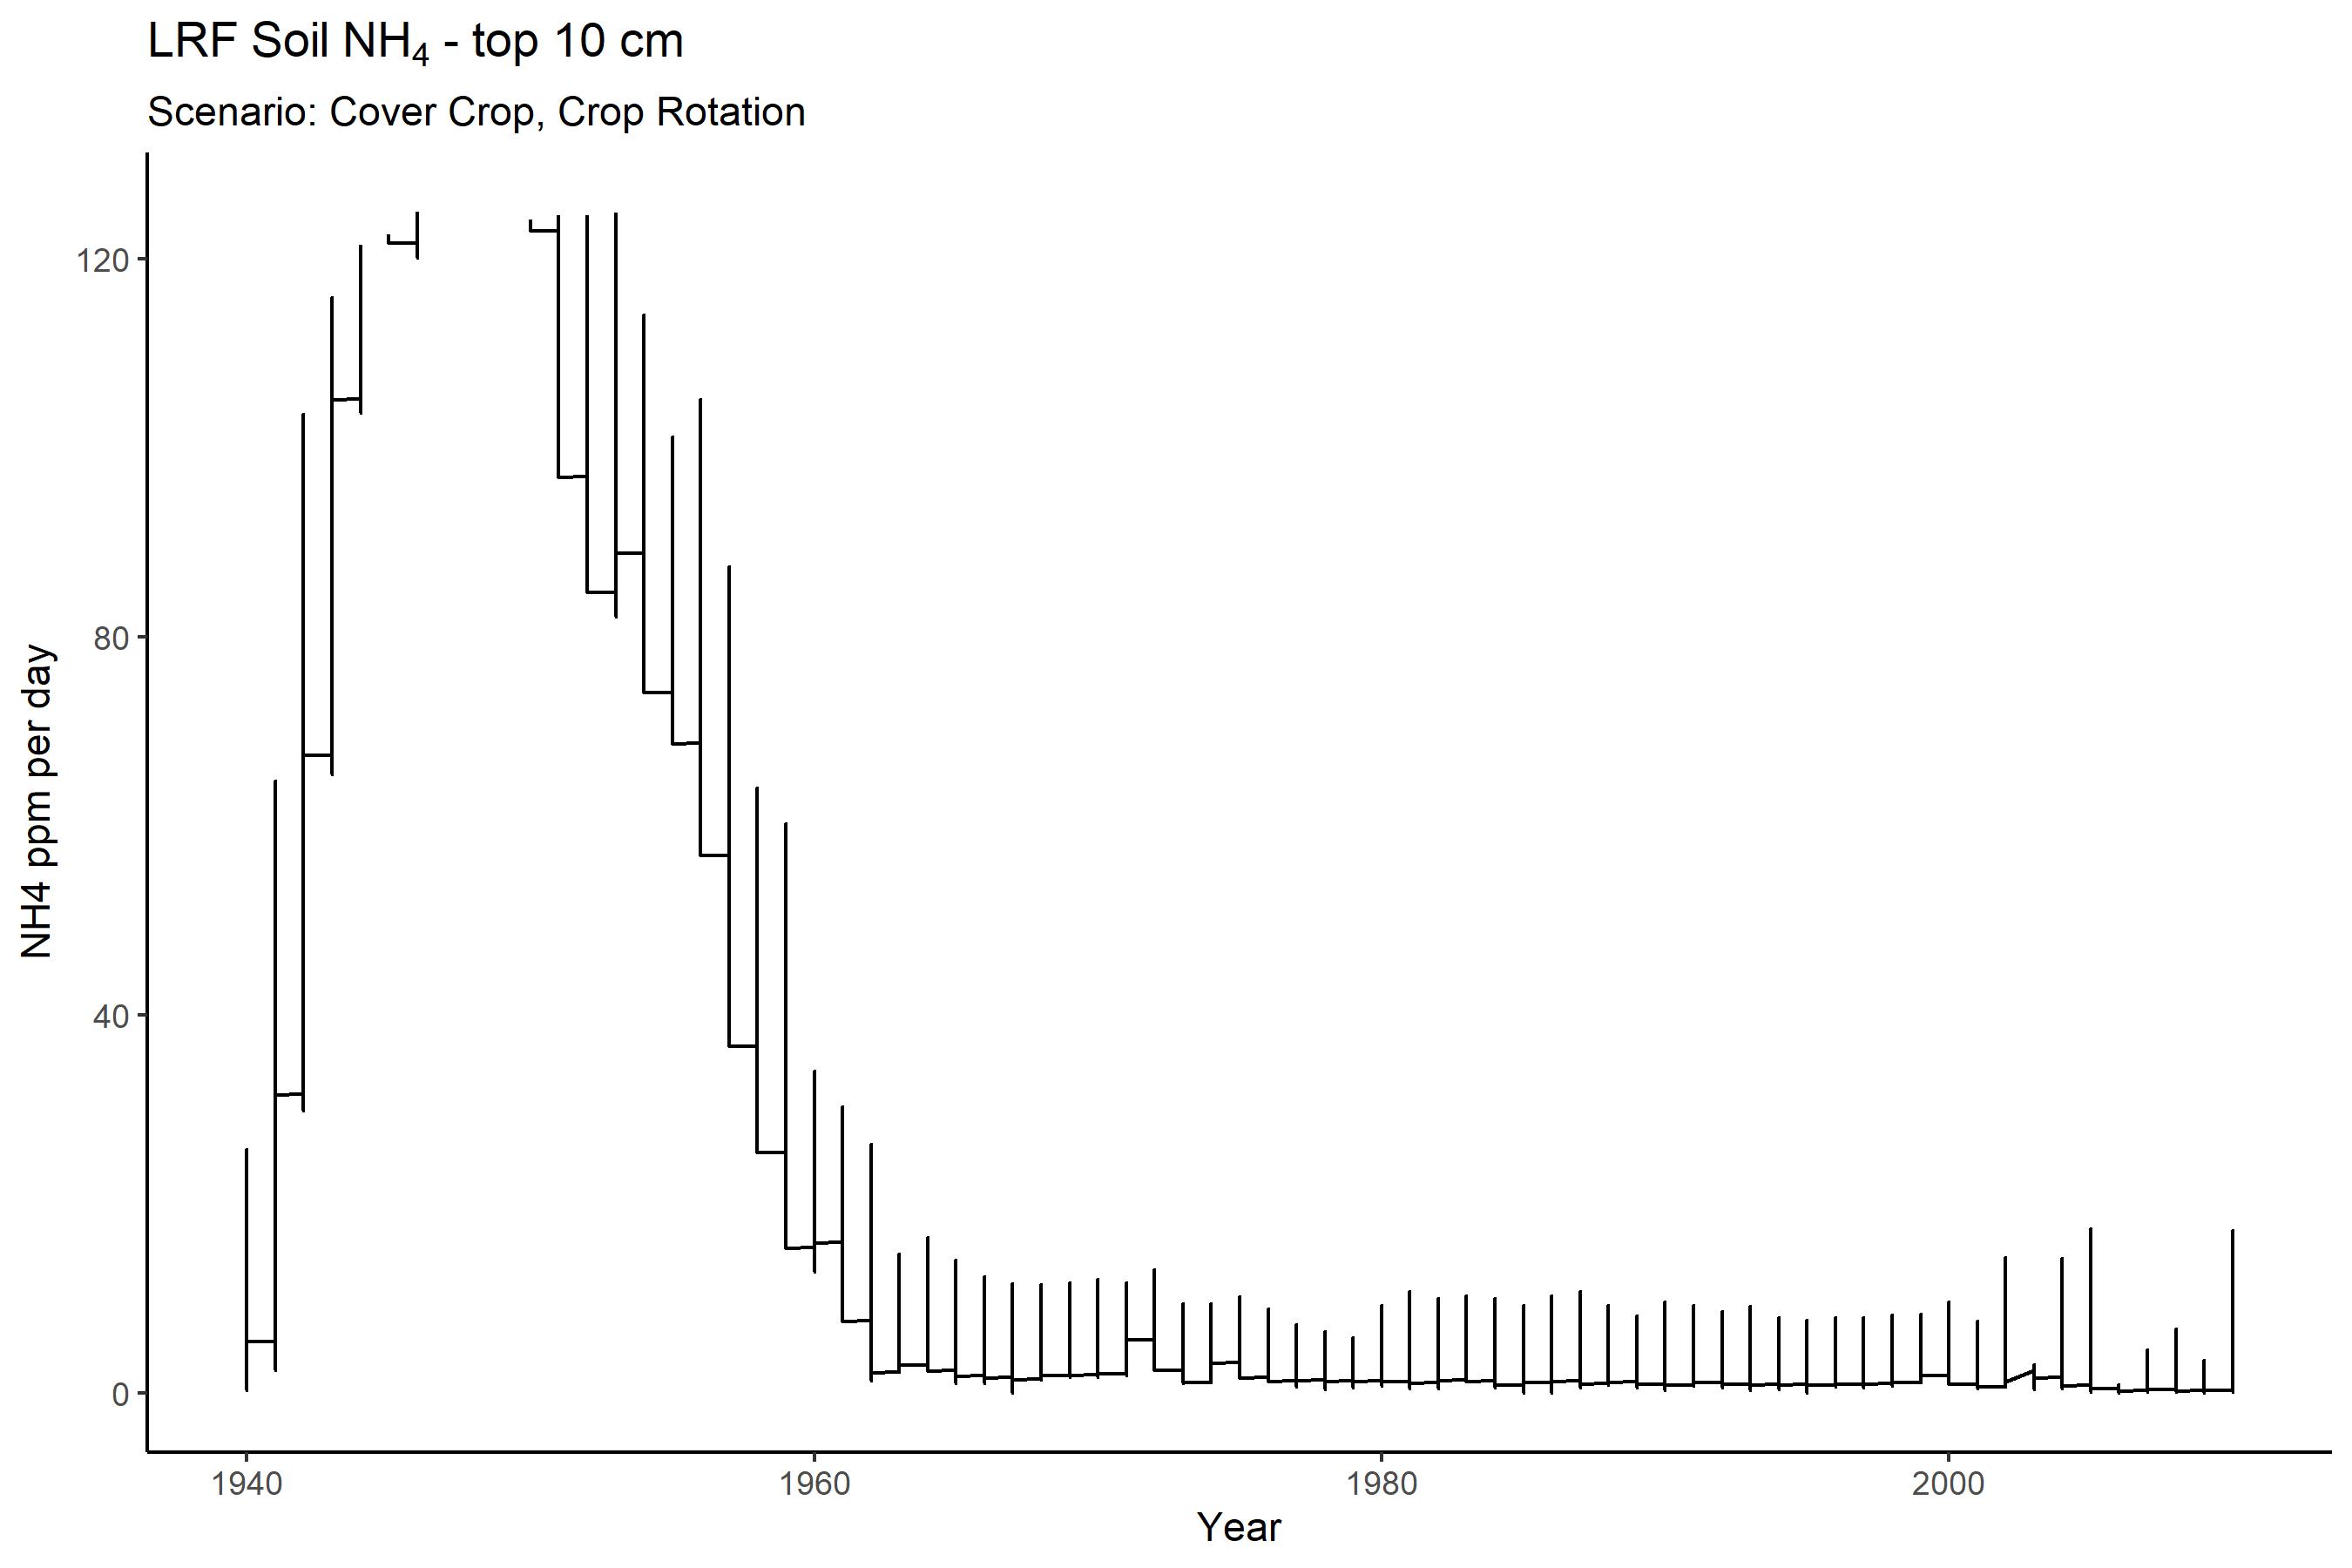 LRF Soil NH₄ - top 10 cm
Scenario: Cover Crop, Crop Rotation
NH4 ppm per day
120
80
40
0
1940 1960 1980 2000
Year